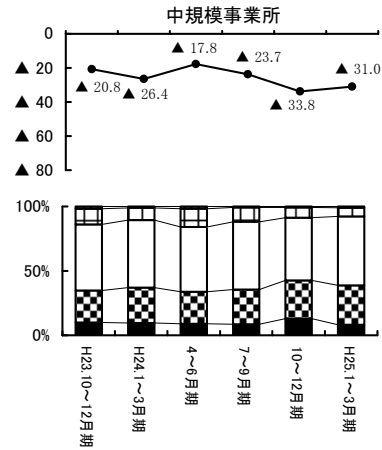 中規模事業所
0
▲ 20
▲ 40
▲ 60
▲ 80
▲ 20.8
▲ 26.4
▲ 17.8
▲ 23.7
▲ 33.8
▲ 31.0
100%
50%
0%
H23.10～12月期
H24.1～3月期
4～6月期
7～9月期
10～12月期
H25.1～3月期